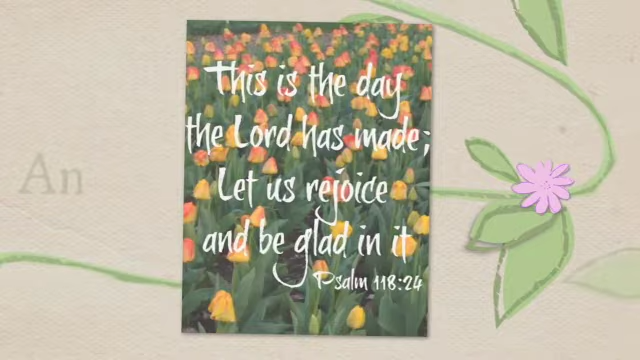 This is the day
the Lord has made;
Let us rejoice
and be glad in it
Psalm 118:24
An